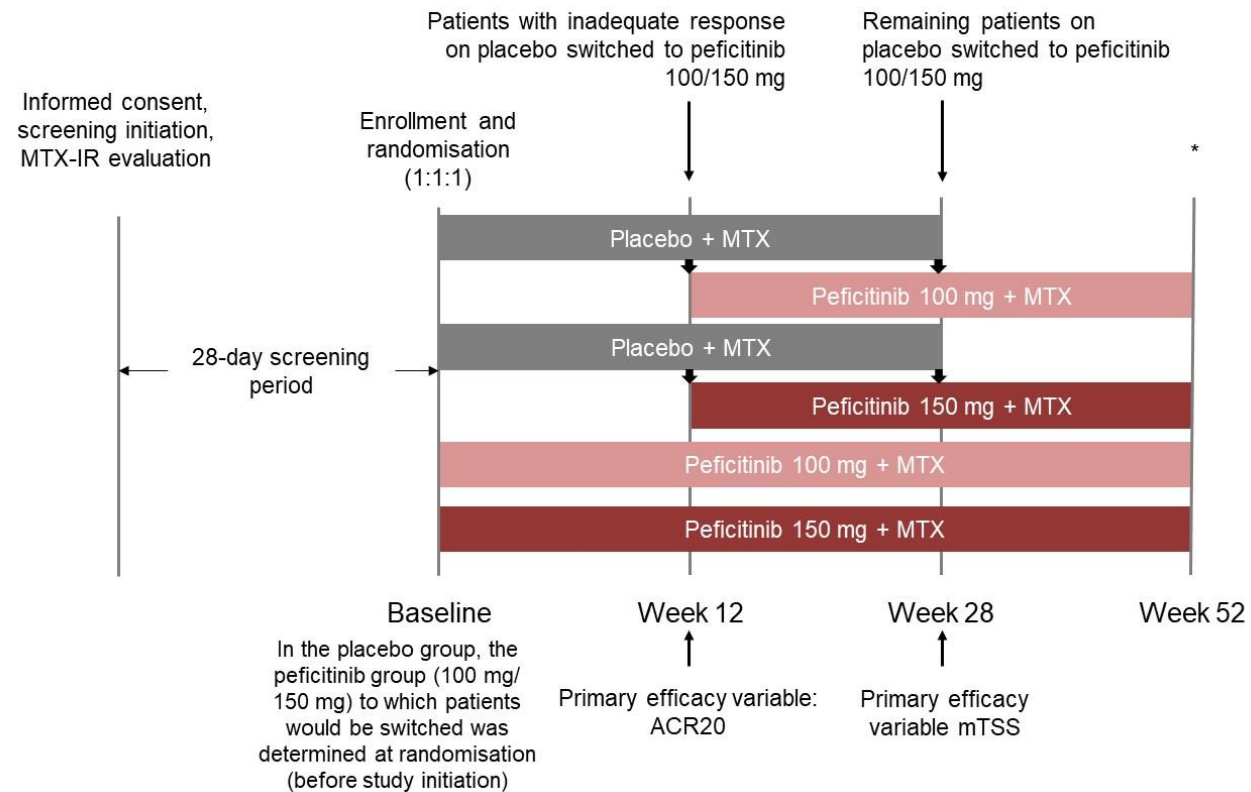 Patients with inadequate response
on placebo switched to peficitinib
100/150 mg
Remaining patients on
placebo switched to peficitinib
100/150 mg
Informed consent,
screening initiation,
MTX-IR evaluation
Enrollment and
randomisation
(1:1:1)
*
Placebo + MTX
Peficitinib 100 mg + MTX
Placebo + MTX
28-day screening
period
Peficitinib 150 mg + MTX
Peficitinib 100 mg + MTX
Peficitinib 150 mg + MTX
Baseline
Week 12
Week 28
Week 52
In the placebo group, the
peficitinib group (100 mg/
150 mg) to which patients
would be switched was
determined at randomisation
(before study initiation)
Primary efficacy variable:
ACR20
Primary efficacy
variable mTSS